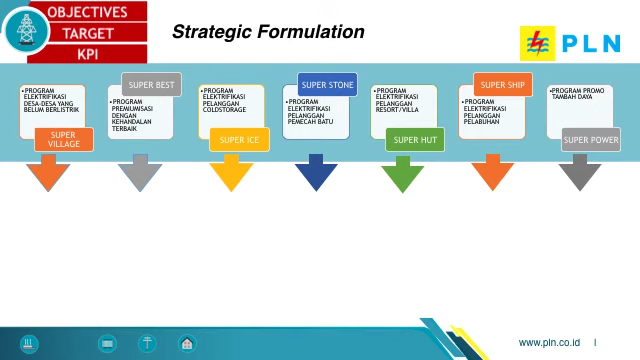 OBJECTIVES
TARGET
KPI
Strategic Formulation
PLN
•PROGRAM
ELEKTRIFIKASI
DESA-DESA YANG
BELUM BERLISTRIK
SUPER
VILLAGE
SUPER BEST
•PROGRAM
PREMIUMISASI
DENGAN
KEHANDALAN
TERBAIK
•PROGRAM
ELEKTRIFIKASI
PELANGGAN
COLDSTORAGE
SUPER ICE
SUPER STONE
•PROGRAM
ELEKTRIFIKASI
PELANGGAN
PEMECAH BATU
•PROGRAM
ELEKTRIFIKASI
PELANGGAN
RESORT/VILLA
SUPER HUT
SUPER SHIP
•PROGRAM
ELEKTRIFIKASI
PELANGGAN
PELABUHAN
•PROGRAM PROMO
TAMBAH DAYA
SUPER POWER
www.pln.co.id |